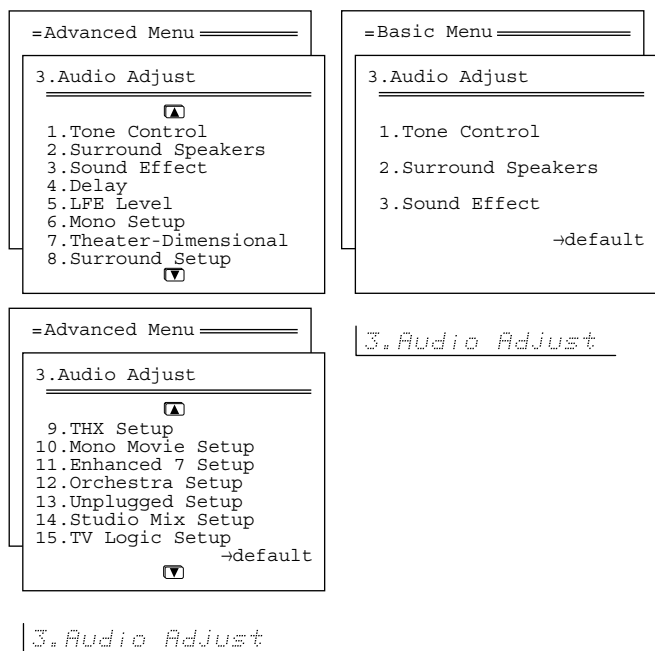 =Advanced Menu
3.Audio Adjust
1.Tone Control
2.Surround Speakers
3.Sound Effect
4.Delay
5.LFE Level
6.Mono Setup
7.Theater-Dimensional
8.Surround Setup
=Basic Menu
3.Audio Adjust
1.Tone Control
2.Surround Speakers
3.Sound Effect
→default
3.Audio Adjust
=Advanced Menu
3.Audio Adjust
9.THX Setup
10.Mono Movie Setup
11.Enhanced 7 Setup
12.Orchestra Setup
13.Unplugged Setup
14.Studio Mix Setup
15.TV Logic Setup
→default
3.Audio Adjust